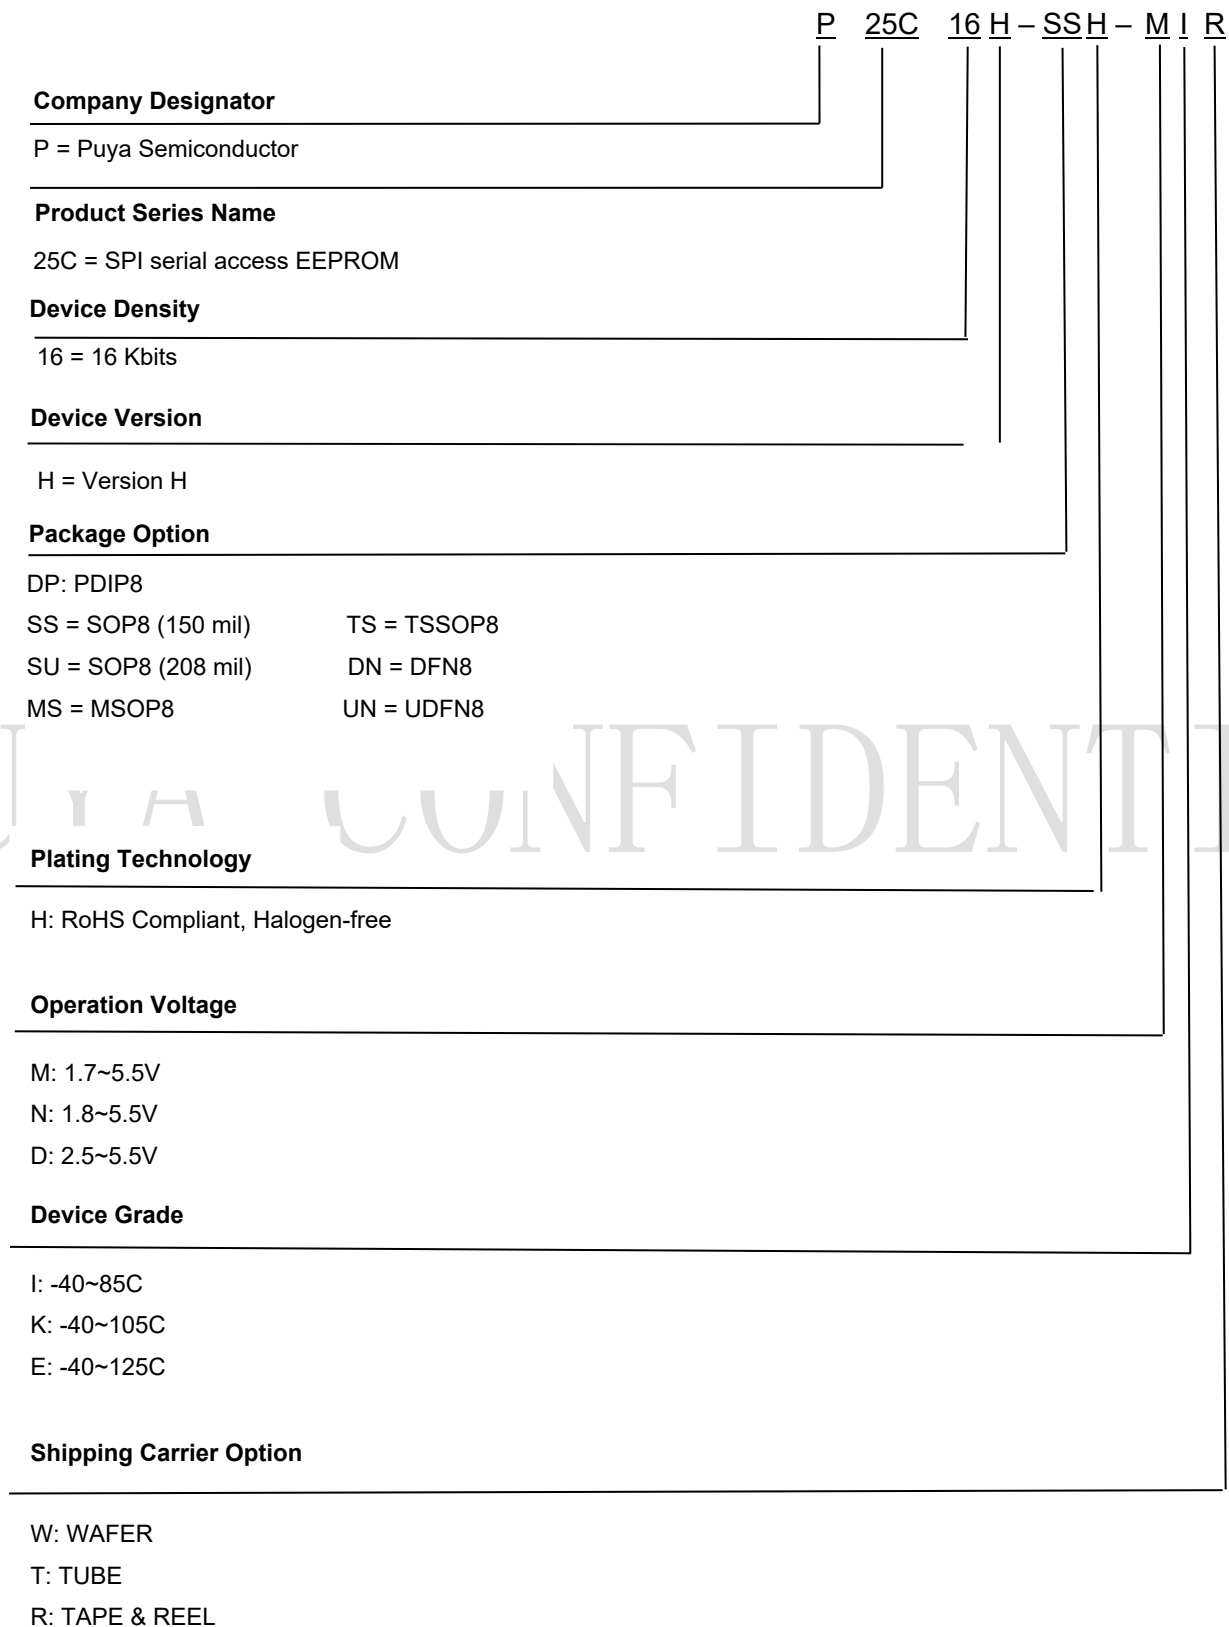 P 25C 16 H – SS H – M I R
Company Designator
P = Puya Semiconductor
Product Series Name
25C = SPI serial access EEPROM
Device Density
16 = 16 Kbits
Device Version
H = Version H
Package Option
DP: PDIP8
SS = SOP8 (150 mil) TS = TSSOP8
SU = SOP8 (208 mil) DN = DFN8
MS = MSOP8 UN = UDFN8
Plating Technology
H: RoHS Compliant, Halogen-free
Operation Voltage
M: 1.7~5.5V
N: 1.8~5.5V
D: 2.5~5.5V
Device Grade
I: -40~85C
K: -40~105C
E: -40~125C
Shipping Carrier Option
W: WAFER
T: TUBE
R: TAPE & REEL